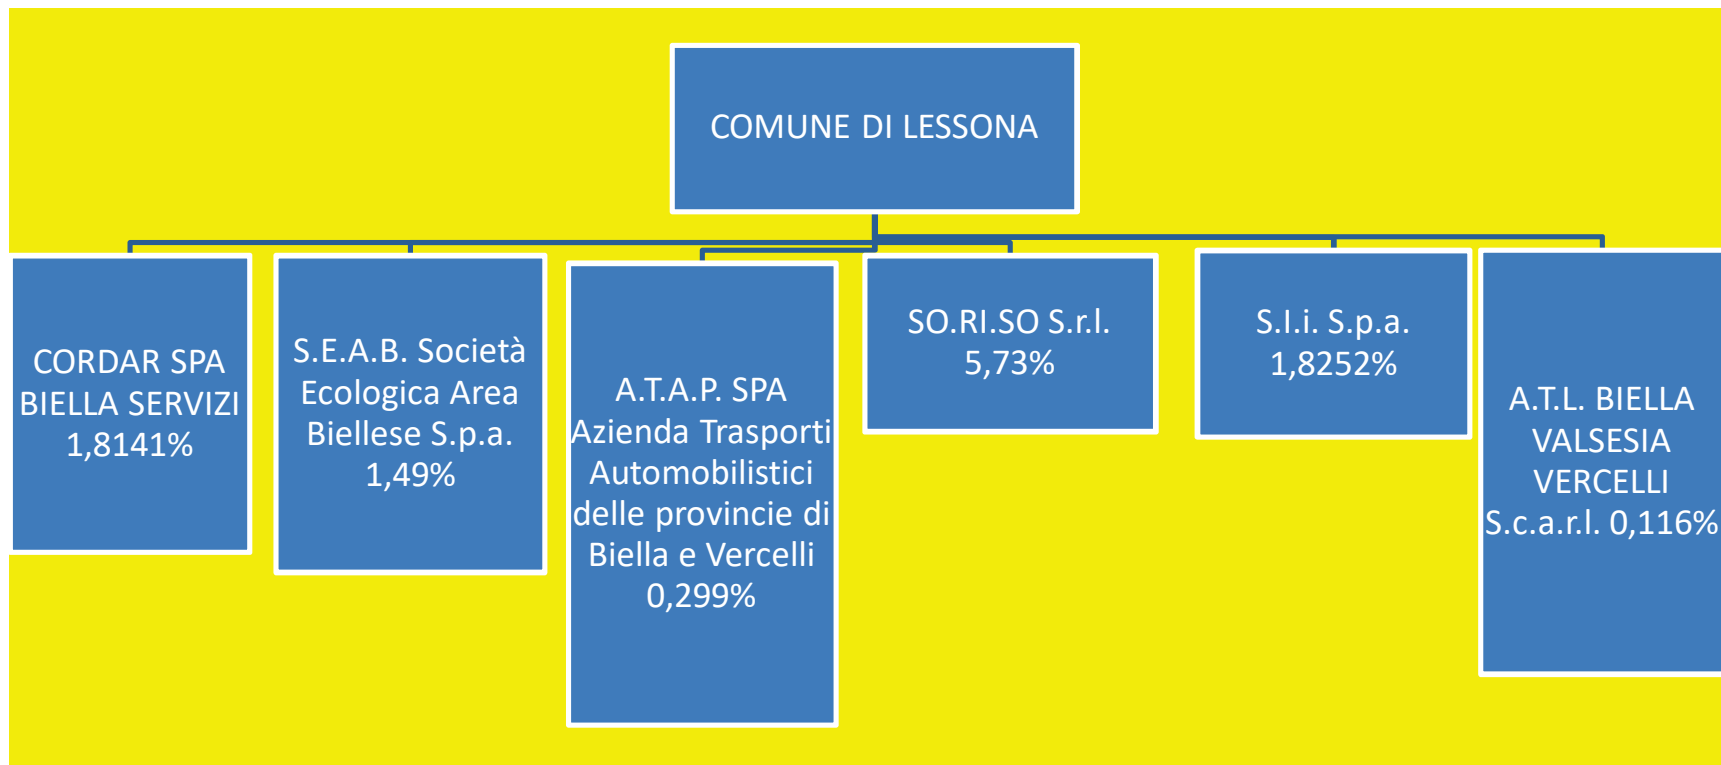 COMUNE DI LESSONA
CORDAR SPA
BIELLA SERVIZI
1,8141%
S.E.A.B. Società
Ecologica Area
Biellese S.p.a.
1,49%
A.T.A.P. SPA
Azienda Trasporti
Automobilistici
delle provincie di
Biella e Vercelli
0,299%
SO.RI.SO S.r.l.
5,73%
S.I.i. S.p.a.
1,8252%
A.T.L. BIELLA
VALSESIA
VERCELLI
S.c.a.r.l. 0,116%